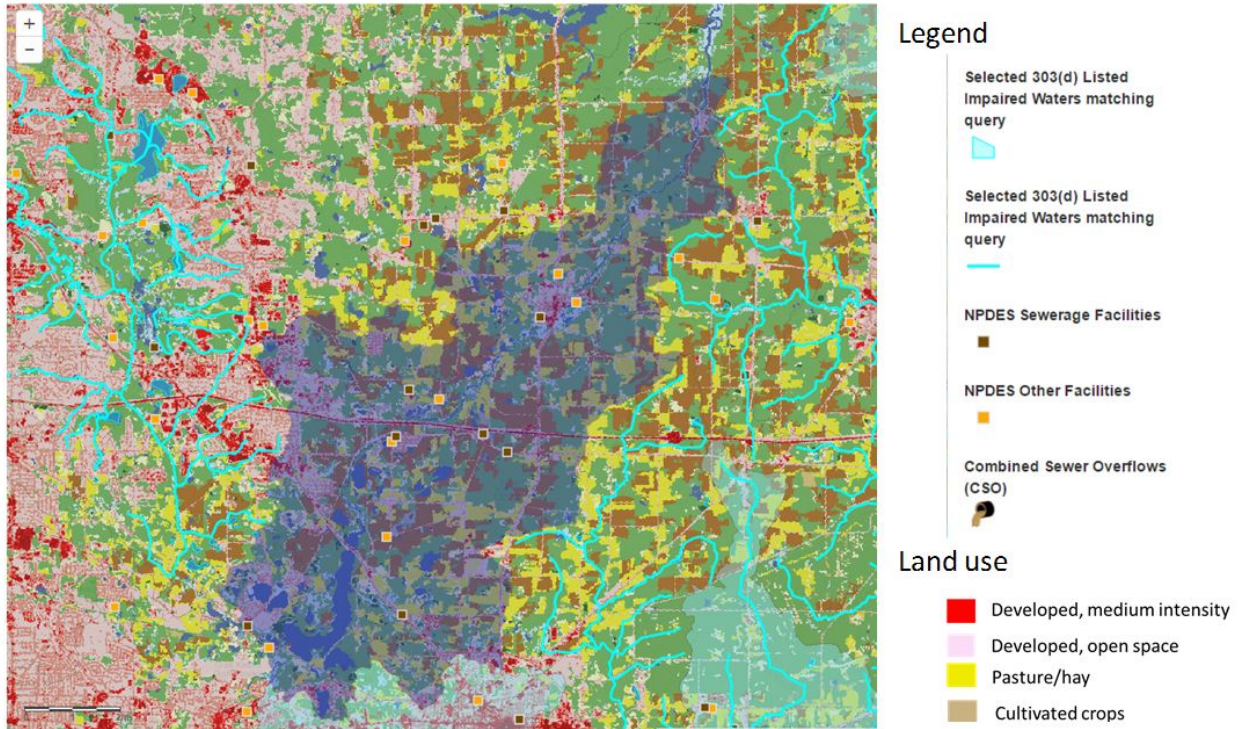 +
−
Legend
Selected 303(d) Listed
Impaired Waters matching
query
Selected 303(d) Listed
Impaired Waters matching
query
NPDES Sewerage Facilities
NPDES Other Facilities
Combined Sewer Overflows
(CSO)
Land use
Developed, medium intensity
Developed, open space
Pasture/hay
Cultivated crops